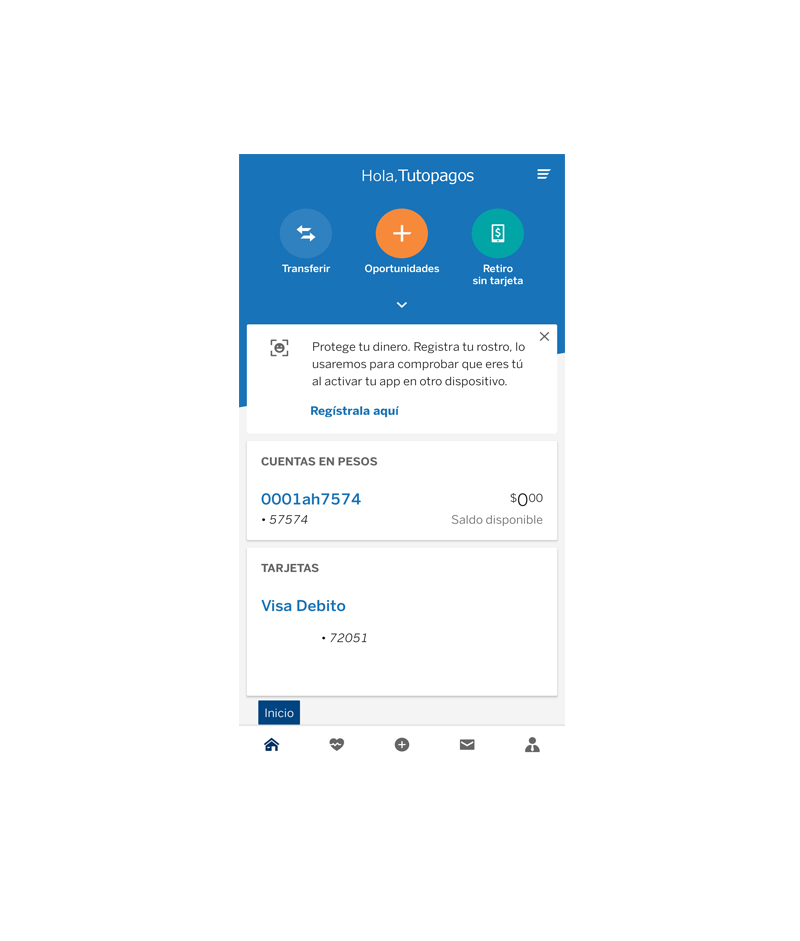 Hola,Tutopagos
Transferir
Oportunidades
Retiro
sin tarjeta
Protege tu dinero. Registra tu rostro, lo
usaremos para comprobar que eres tú
al activar tu app en otro dispositivo.
Regístrala aquí
CUENTAS EN PESOS
0001ah7574
$000
• 57574
Saldo disponible
TARJETAS
Visa Debito
• 72051
Inicio